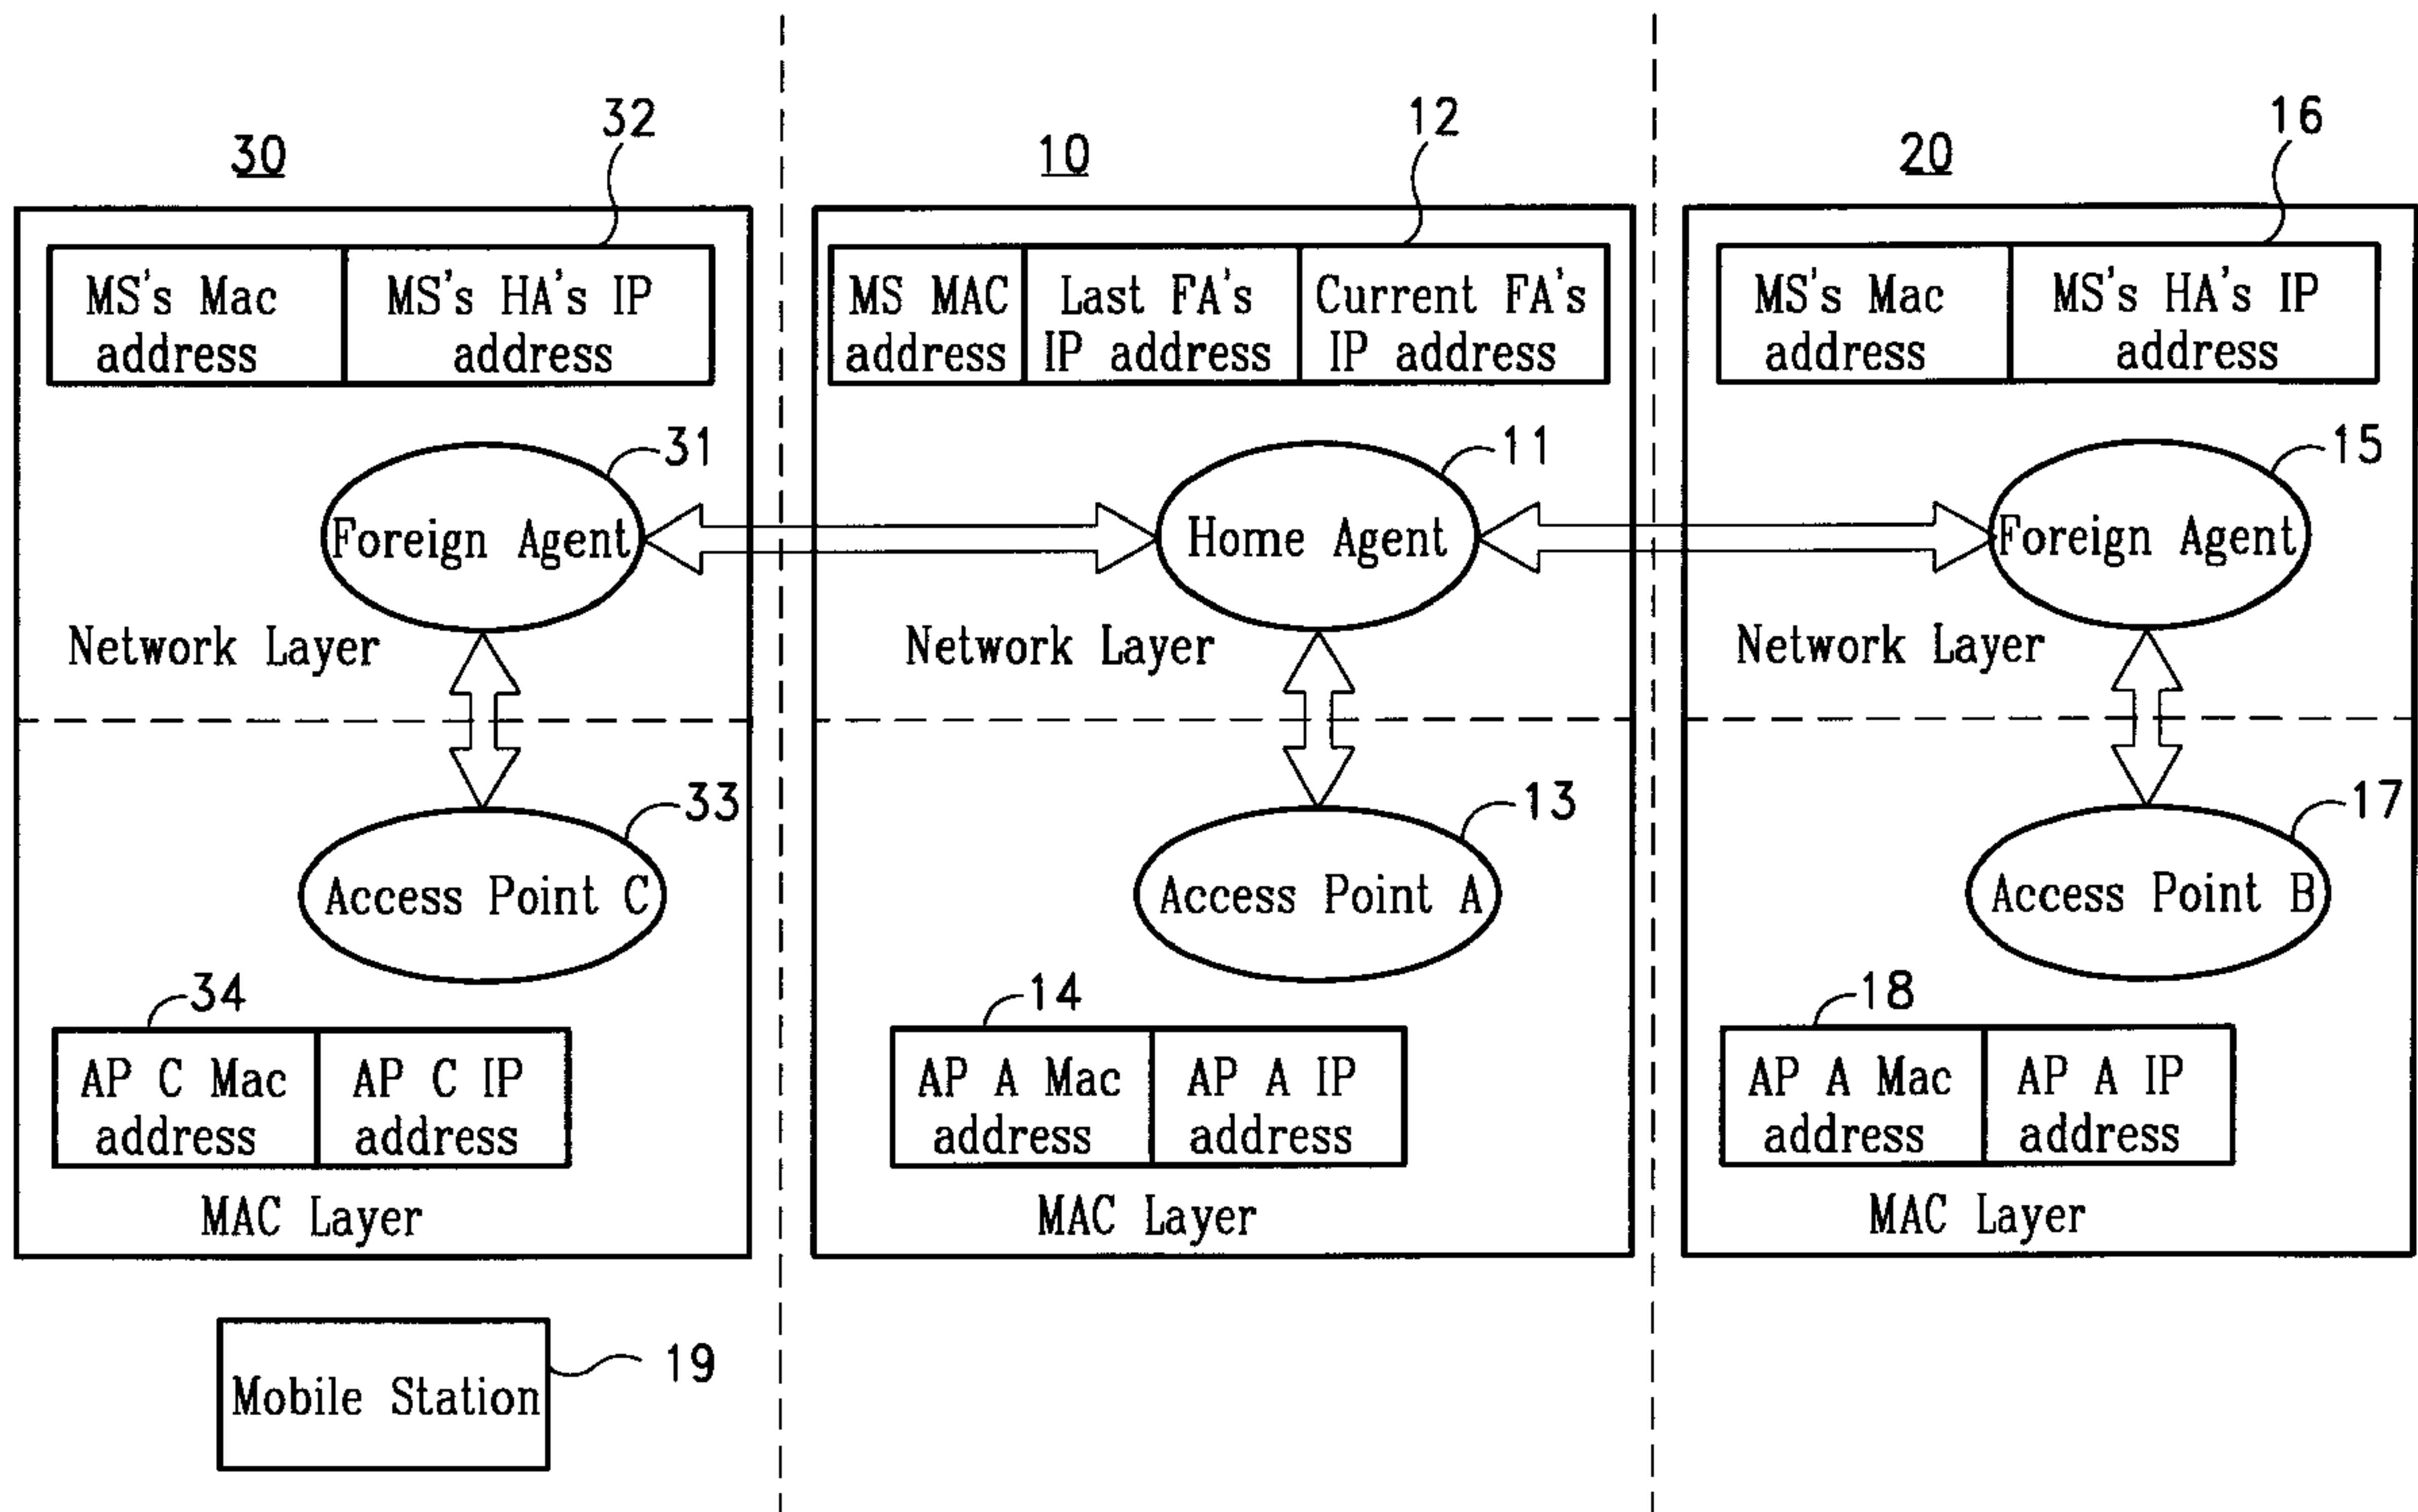 30
32
10
12
20
16
MS's Mac
address
MS's HA's IP
address
MS MAC
address
Last FA's
IP address
Current FA's
IP address
MS's Mac
address
MS's HA's IP
address
31
11
15
Foreign Agent
Home Agent
Foreign Agent
Network Layer
Network Layer
Network Layer
33
13
17
Access Point C
Access Point A
Access Point B
34
14
18
AP C Mac
address
AP C IP
address
AP A Mac
address
AP A IP
address
AP A Mac
address
AP A IP
address
MAC Layer
MAC Layer
MAC Layer
Mobile Station
19